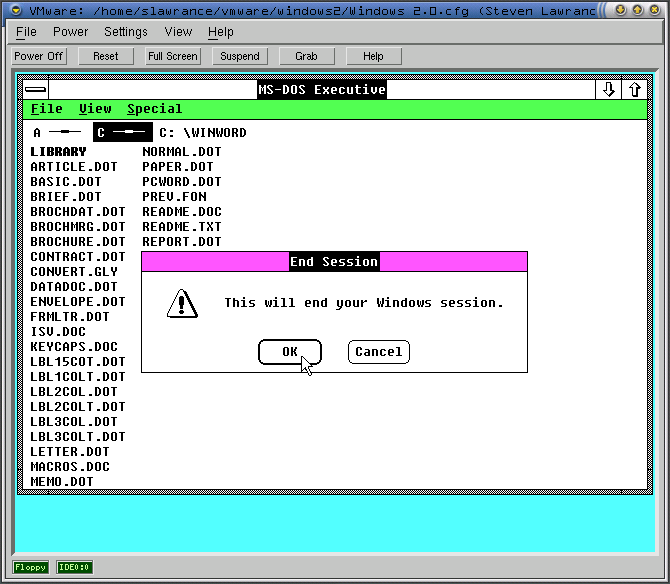 VMware: /home/slawrance/vmware/windows2/Windows 2.0.cfg (Steven Lawranc
File Power Settings View Help
Power Off Reset Full Screen Suspend Grab Help
MS-DOS Executive
File View Special
A C C: \WINWORD
LIBRARY NORMAL.DOT
ARTICLE.DOT PAPER.DOT
BASIC.DOT PCWORD.DOT
BRIEF.DOT PREV.FON
BROCHDAT.DOT README.DOC
BROCHMRG.DOT README.TXT
BROCHURE.DOT REPORT.DOT
CONTRACT.DOT
CONVERT.GLY
DATADOC.DOT
ENVELOPE.DOT
FRMLTR.DOT
ISV.DOC
KEYCAPS.DOC
LBL15COT.DOT
LBL1COLT.DOT
LBL2COL.DOT
LBL2COLT.DOT
LBL3COL.DOT
LBL3COLT.DOT
LETTER.DOT
MACROS.DOC
MEMO.DOT
End Session
This will end your Windows session.
OK Cancel
Floppy IDE0:0